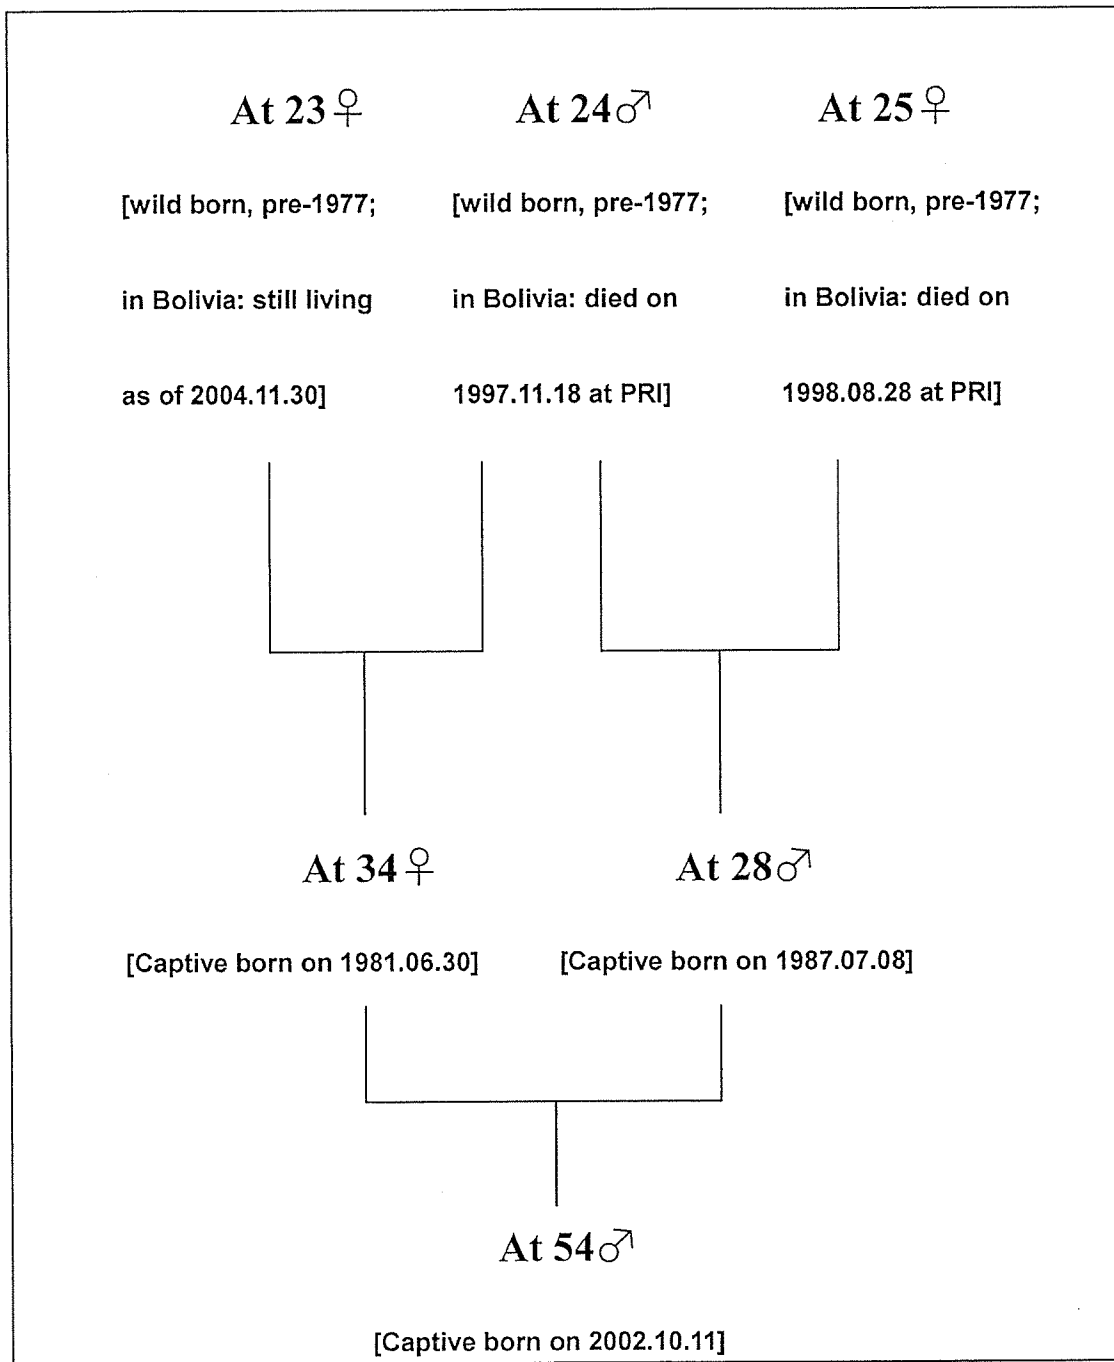 At 23♀ At 24♂ At 25♀
[wild born, pre-1977; [wild born, pre-1977; [wild born, pre-1977;
in Bolivia: still living in Bolivia: died on in Bolivia: died on
as of 2004.11.30] 1997.11.18 at PRI] 1998.08.28 at PRI]
At 34♀ At 28♂
[Captive born on 1981.06.30] [Captive born on 1987.07.08]
At 54♂
[Captive born on 2002.10.11]